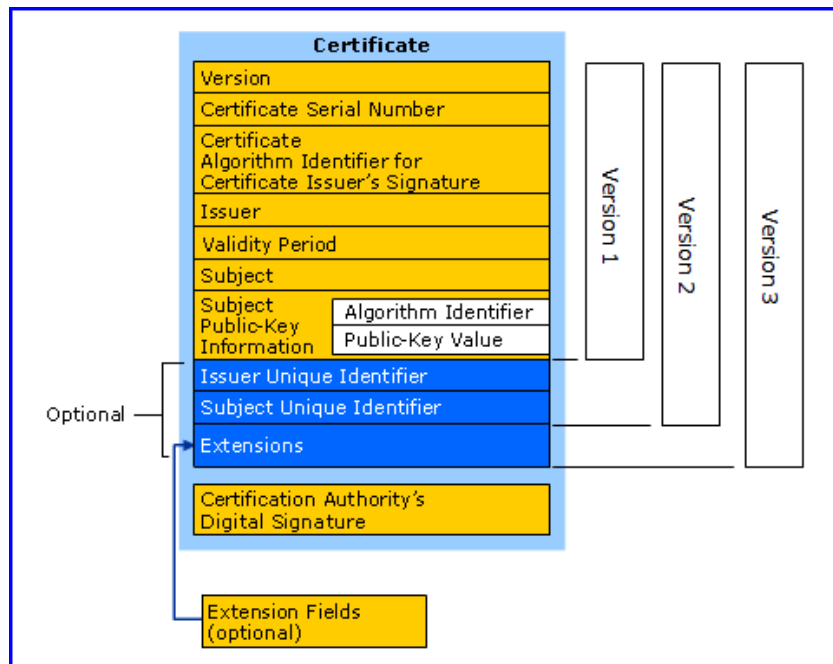 Certificate
Version
Certificate Serial Number
Certificate
Algorithm Identifier for
Certificate Issuer's Signature
Issuer
Validity Period
Subject
Subject
Public-Key
Information
Algorithm Identifier
Public-Key Value
Issuer Unique Identifier
Subject Unique Identifier
Extensions
Optional
Certification Authority's
Digital Signature
Extension Fields
(optional)
Version 1
Version 2
Version 3